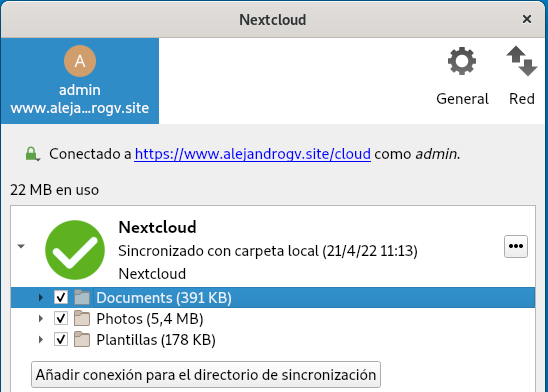 Nextcloud
A
admin
www.aleja...rogv.site
General
Red
Conectado a https://www.alejandrogv.site/cloud como admin.
22 MB en uso
Nextcloud
Sincronizado con carpeta local (21/4/22 11:13)
Nextcloud
Documents (391 KB)
Photos (5,4 MB)
Plantillas (178 KB)
Añadir conexión para el directorio de sincronización